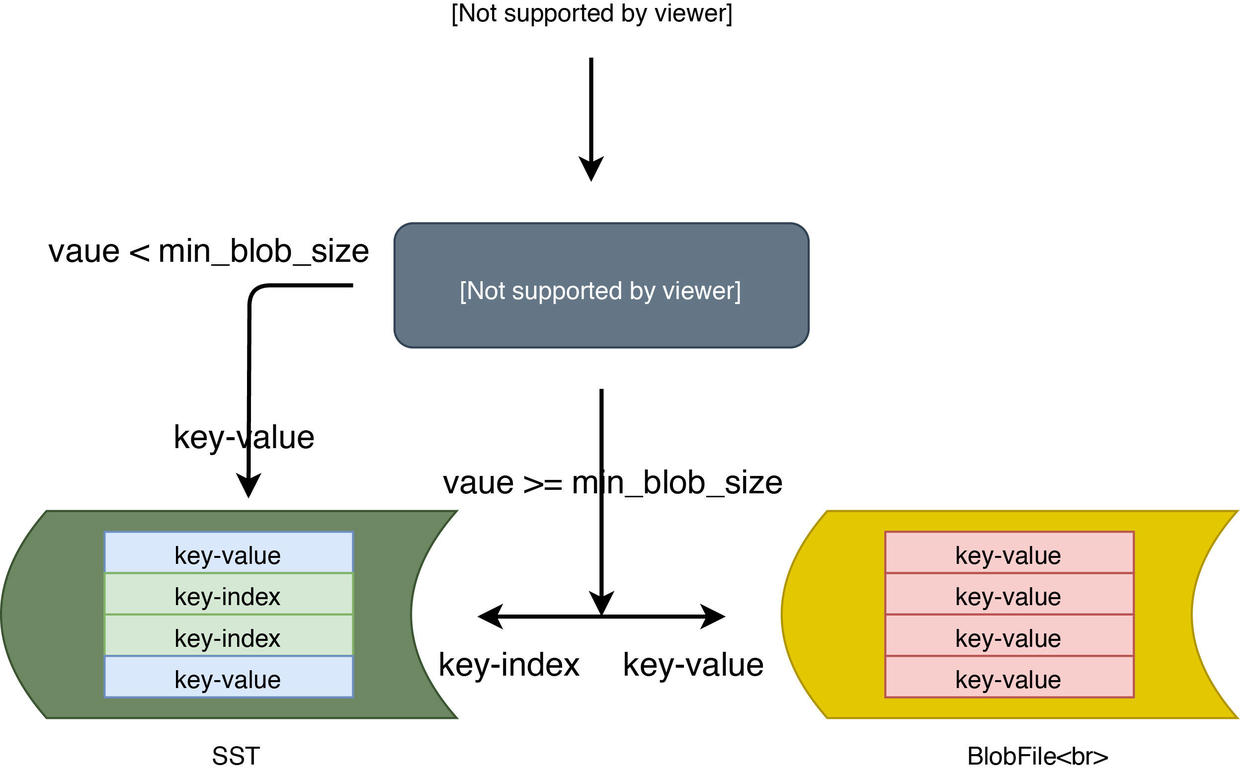 [Not supported by viewer]
vaue < min_blob_size
[Not supported by viewer]
key-value
vaue >= min_blob_size
key-value
key-index
key-index
key-value
key-index
key-value
key-value
key-value
key-value
key-value
SST
BlobFile<br>